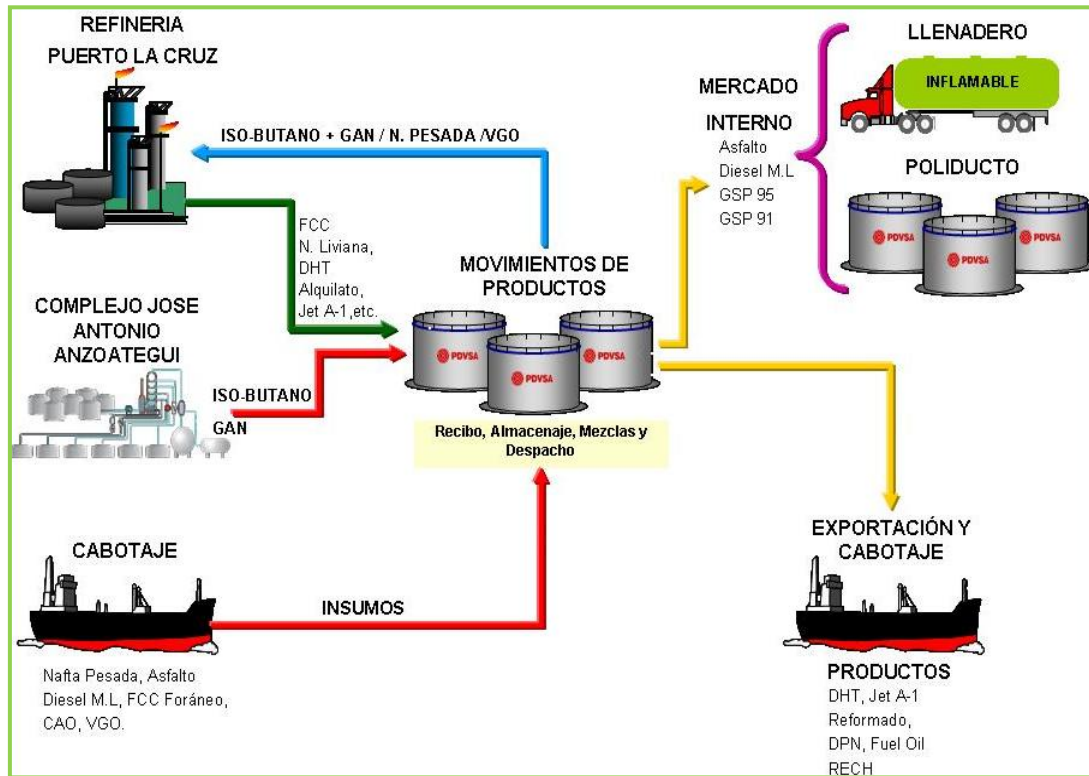 REFINERIA
PUERTO LA CRUZ
ISO-BUTANO + GAN / N. PESADA /VGO
FCC
N. Liviana,
DHT
Alquilato,
Jet A-1,etc.
COMPLEJO JOSE
ANTONIO
ANZOATEGUI
ISO-BUTANO
GAN
MOVIMIENTOS DE
PRODUCTOS
PDVSA
PDVSA
PDVSA
Recibo, Almacenaje, Mezclas y
Despacho
MERCADO
INTERNO
Asfalto
Diesel M.L
GSP 95
GSP 91
LLENADERO
INFLAMABLE
POLIDUCTO
PDVSA
PDVSA
PDVSA
CABOTAJE
INSUMOS
Nafta Pesada, Asfalto
Diesel M.L, FCC Foráneo,
CAO, VGO.
EXPORTACIÓN Y
CABOTAJE
PRODUCTOS
DHT, Jet A-1
Reformado,
DPN, Fuel Oil
RECH